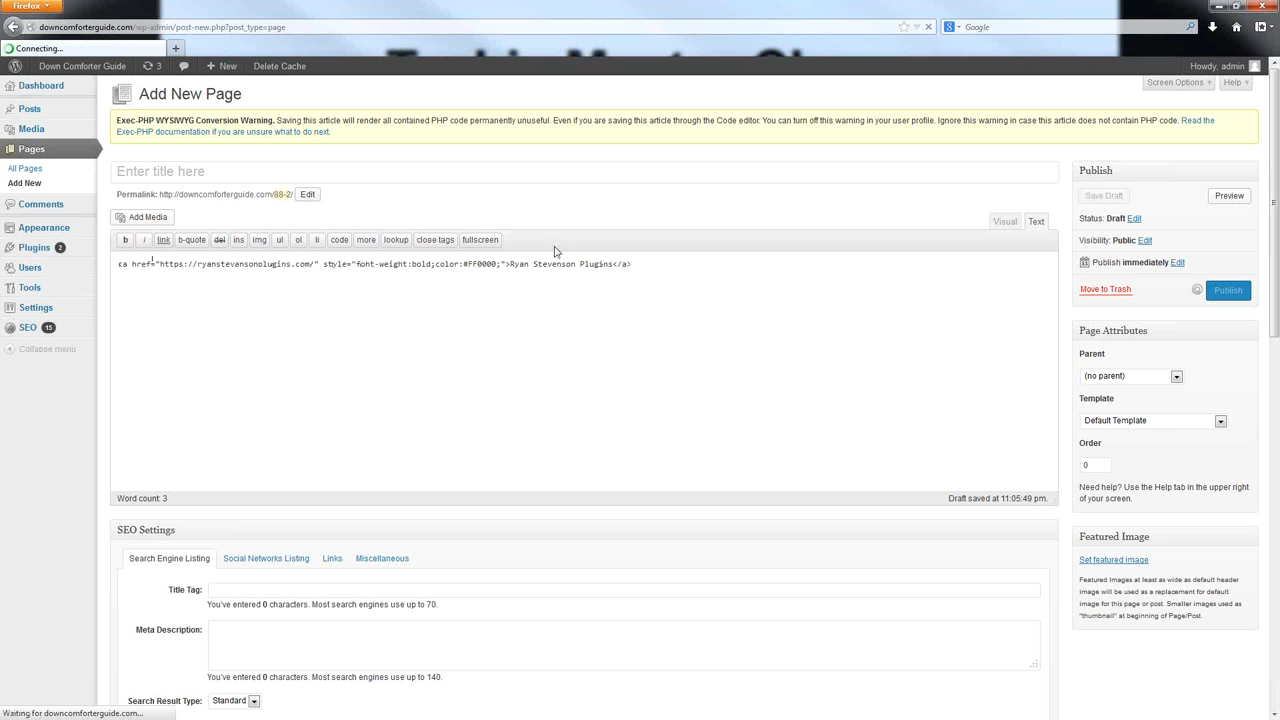 Firefox
downcomforterguide.com/wp-admin/post-new.php?post_type=page
Google
Connecting...
Down Comforter Guide 3 New Delete Cache Howdy, admin
Dashboard
Posts
Media
Pages
All Pages
Add New
Comments
Appearance
Plugins 2
Users
Tools
Settings
SEO 15
Collapse menu
Screen Options Help
Add New Page
Exec-PHP WYSIWYG Conversion Warning. Saving this article will render all contained PHP code permanently unuseful. Even if you are saving this article through the Code editor. You can turn off this warning in your user profile. Ignore this warning in case this article does not contain PHP code. Read the
Exec-PHP documentation if you are unsure what to do next.
Enter title here
Permalink: http://downcomforterguide.com/88-2/ Edit
Add Media
Visual Text
b i link b-quote del ins img ul ol li code more lookup close tags fullscreen
<a href="https://ryanstevensonplugins.com/" style="font-weight:bold;color:#FF0000;">Ryan Stevenson Plugins</a>
Word count: 3 Draft saved at 11:05:49 pm.
SEO Settings
Search Engine Listing Social Networks Listing Links Miscellaneous
Title Tag:
You've entered 0 characters. Most search engines use up to 70.
Meta Description:
You've entered 0 characters. Most search engines use up to 140.
Search Result Type: Standard
Publish
Save Draft Preview
Status: Draft Edit
Visibility: Public Edit
Publish immediately Edit
Move to Trash Publish
Page Attributes
Parent
(no parent)
Template
Default Template
Order
0
Need help? Use the Help tab in the upper right
of your screen.
Featured Image
Set featured image
Featured Images at least as wide as default header
image will be used as a replacement for default
image for this page or post. Smaller images used as
"thumbnail" at beginning of Page/Post.
Waiting for downcomforterguide.com...